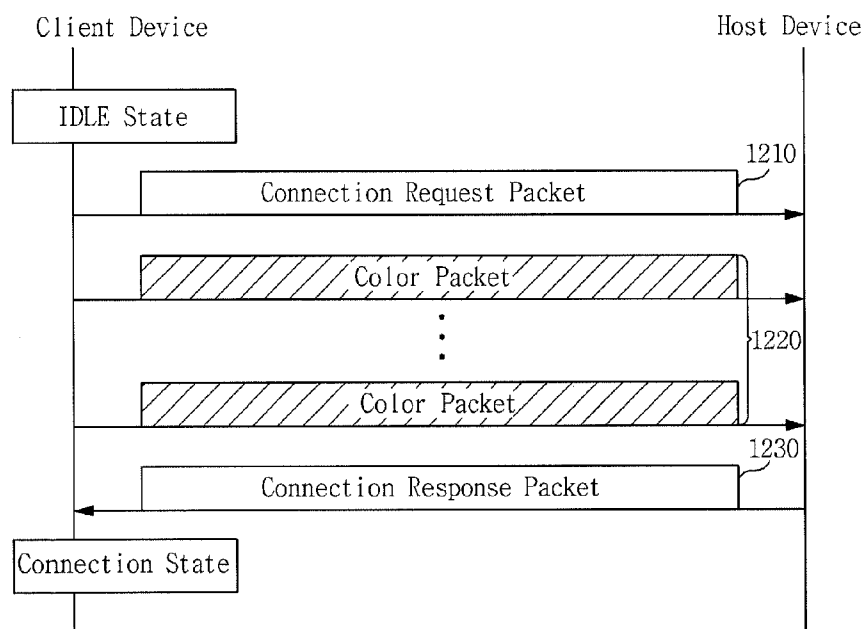 Client Device
Host Device
IDLE State
1210
Connection Request Packet
Color Packet
1220
Color Packet
1230
Connection Response Packet
Connection State